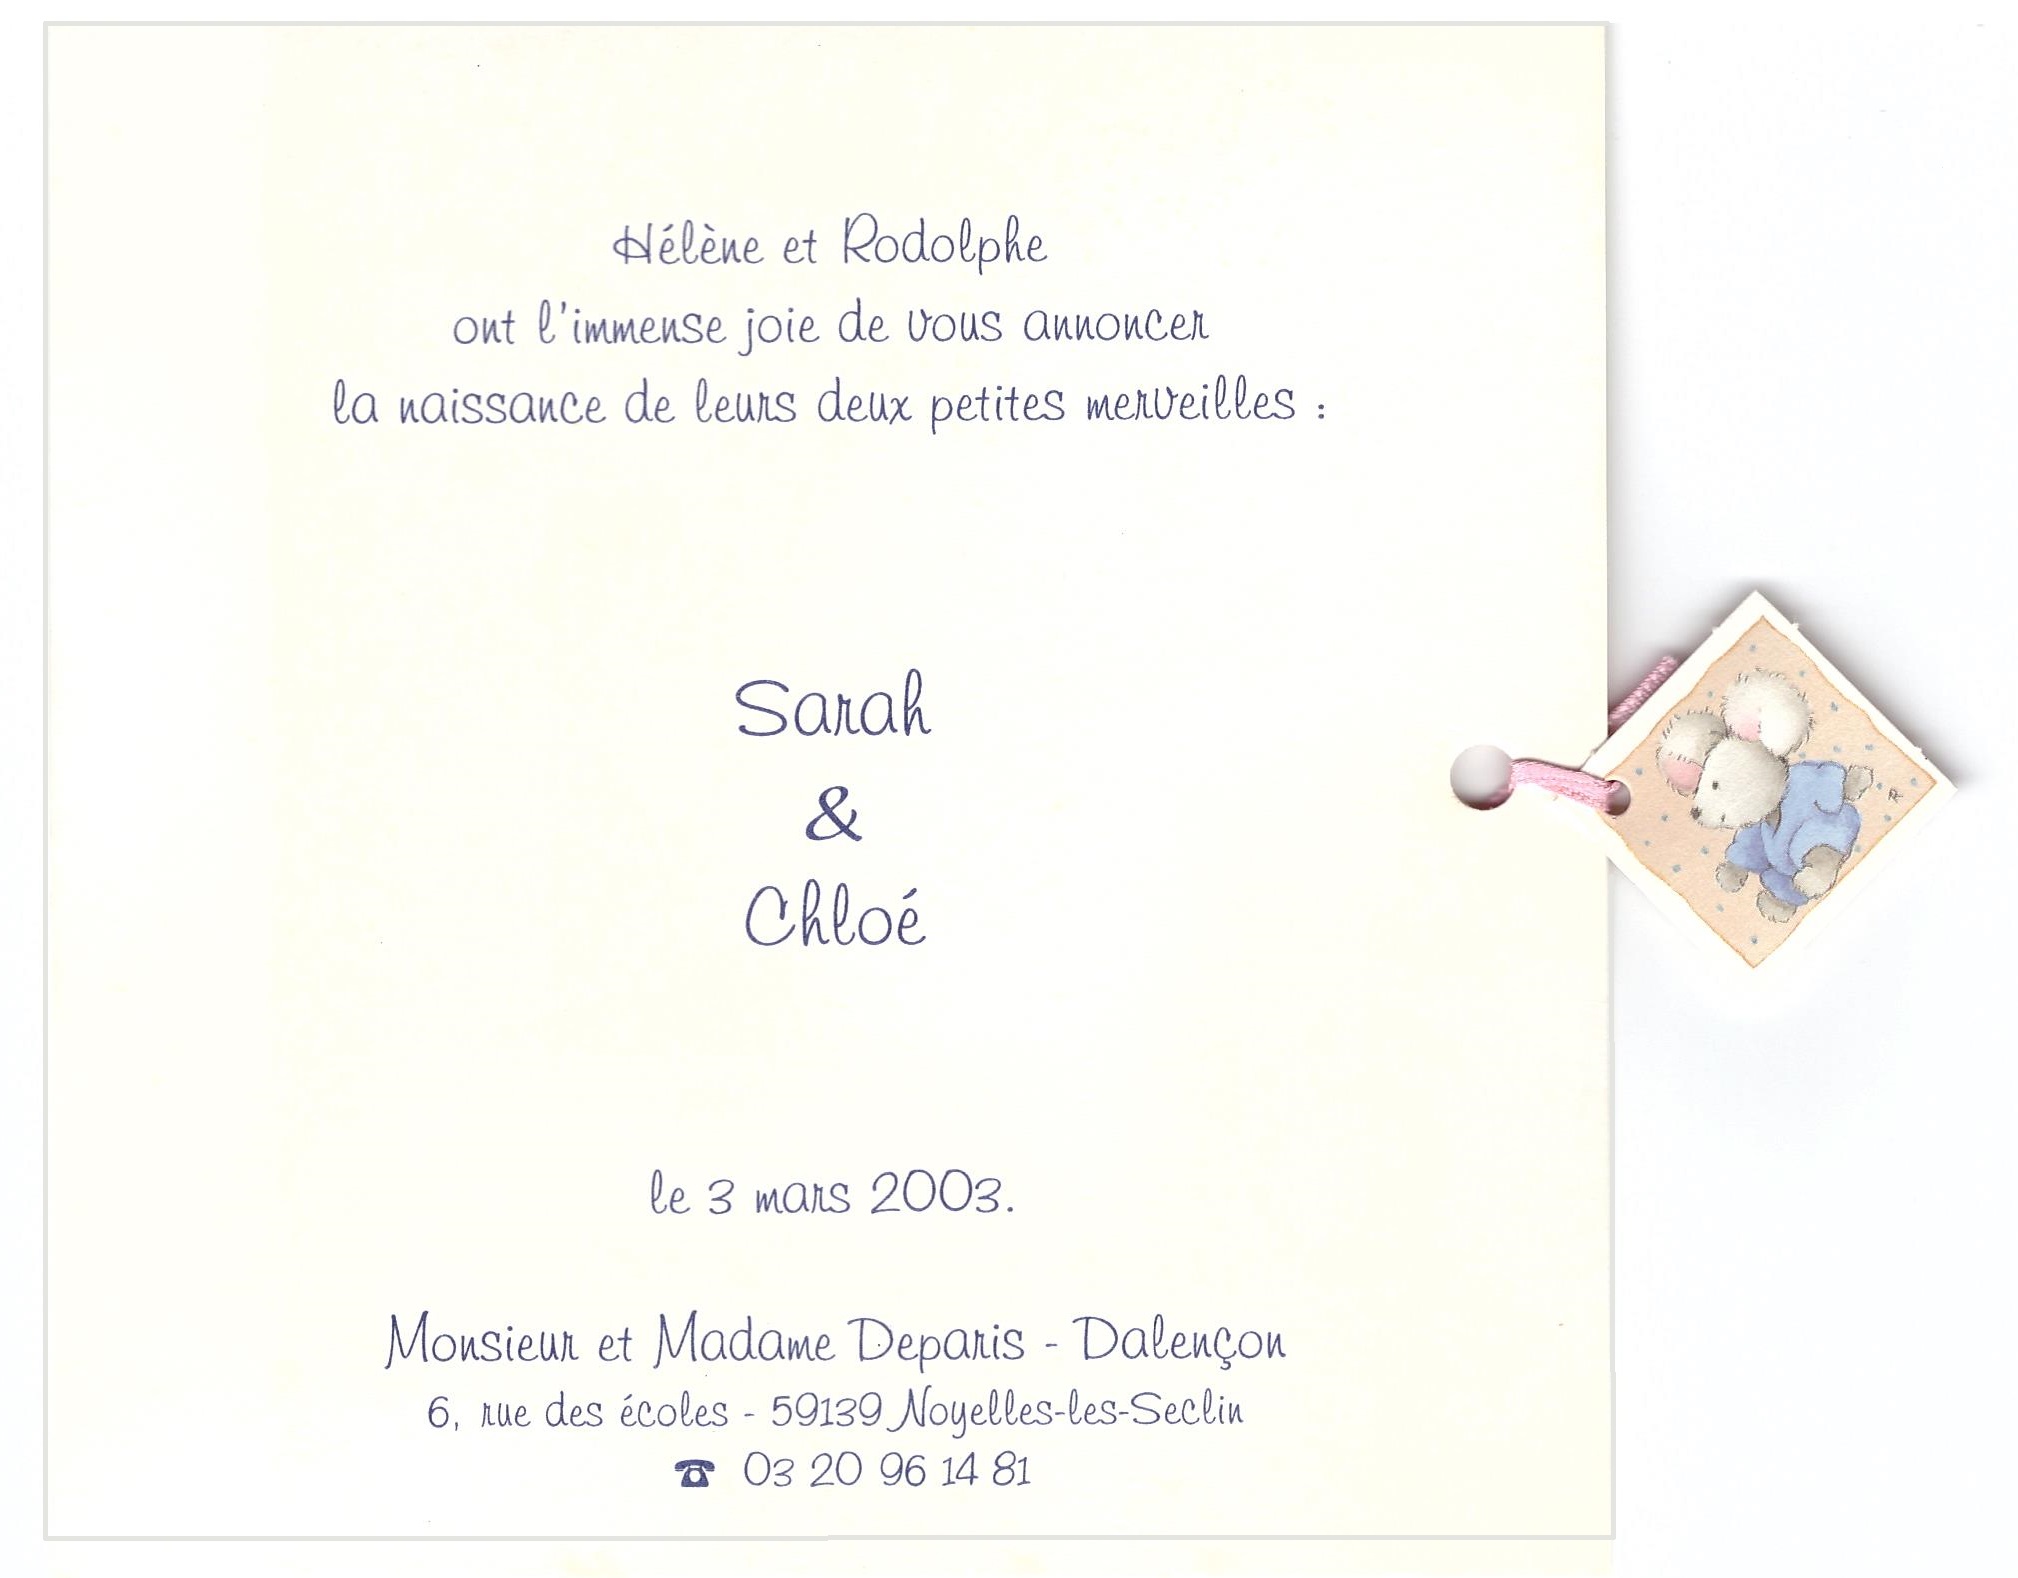 Hélène et Rodolphe
ont l'immense joie de vous annoncer
la naissance de leurs deux petites merveilles :
Sarah
&
Chloé
le 3 mars 2003.
Monsieur et Madame Deparis - Dalençon
6, rue des écoles - 59139 Noyelles-les-Seclin
☎ 03 20 96 14 81
R